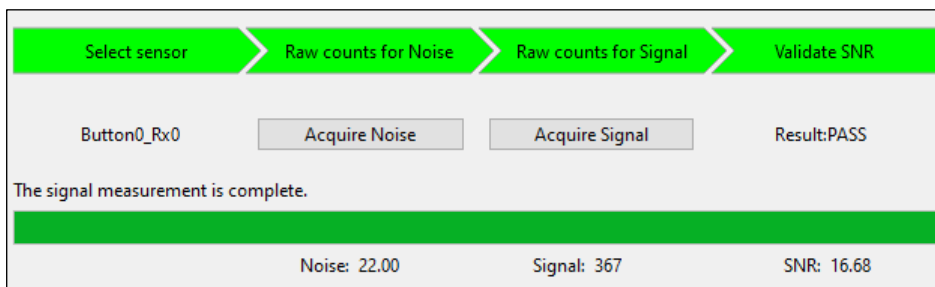 Select sensor Raw counts for Noise Raw counts for Signal Validate SNR
Button0_Rx0 Acquire Noise Acquire Signal Result:PASS
The signal measurement is complete.
Noise: 22.00 Signal: 367 SNR: 16.68